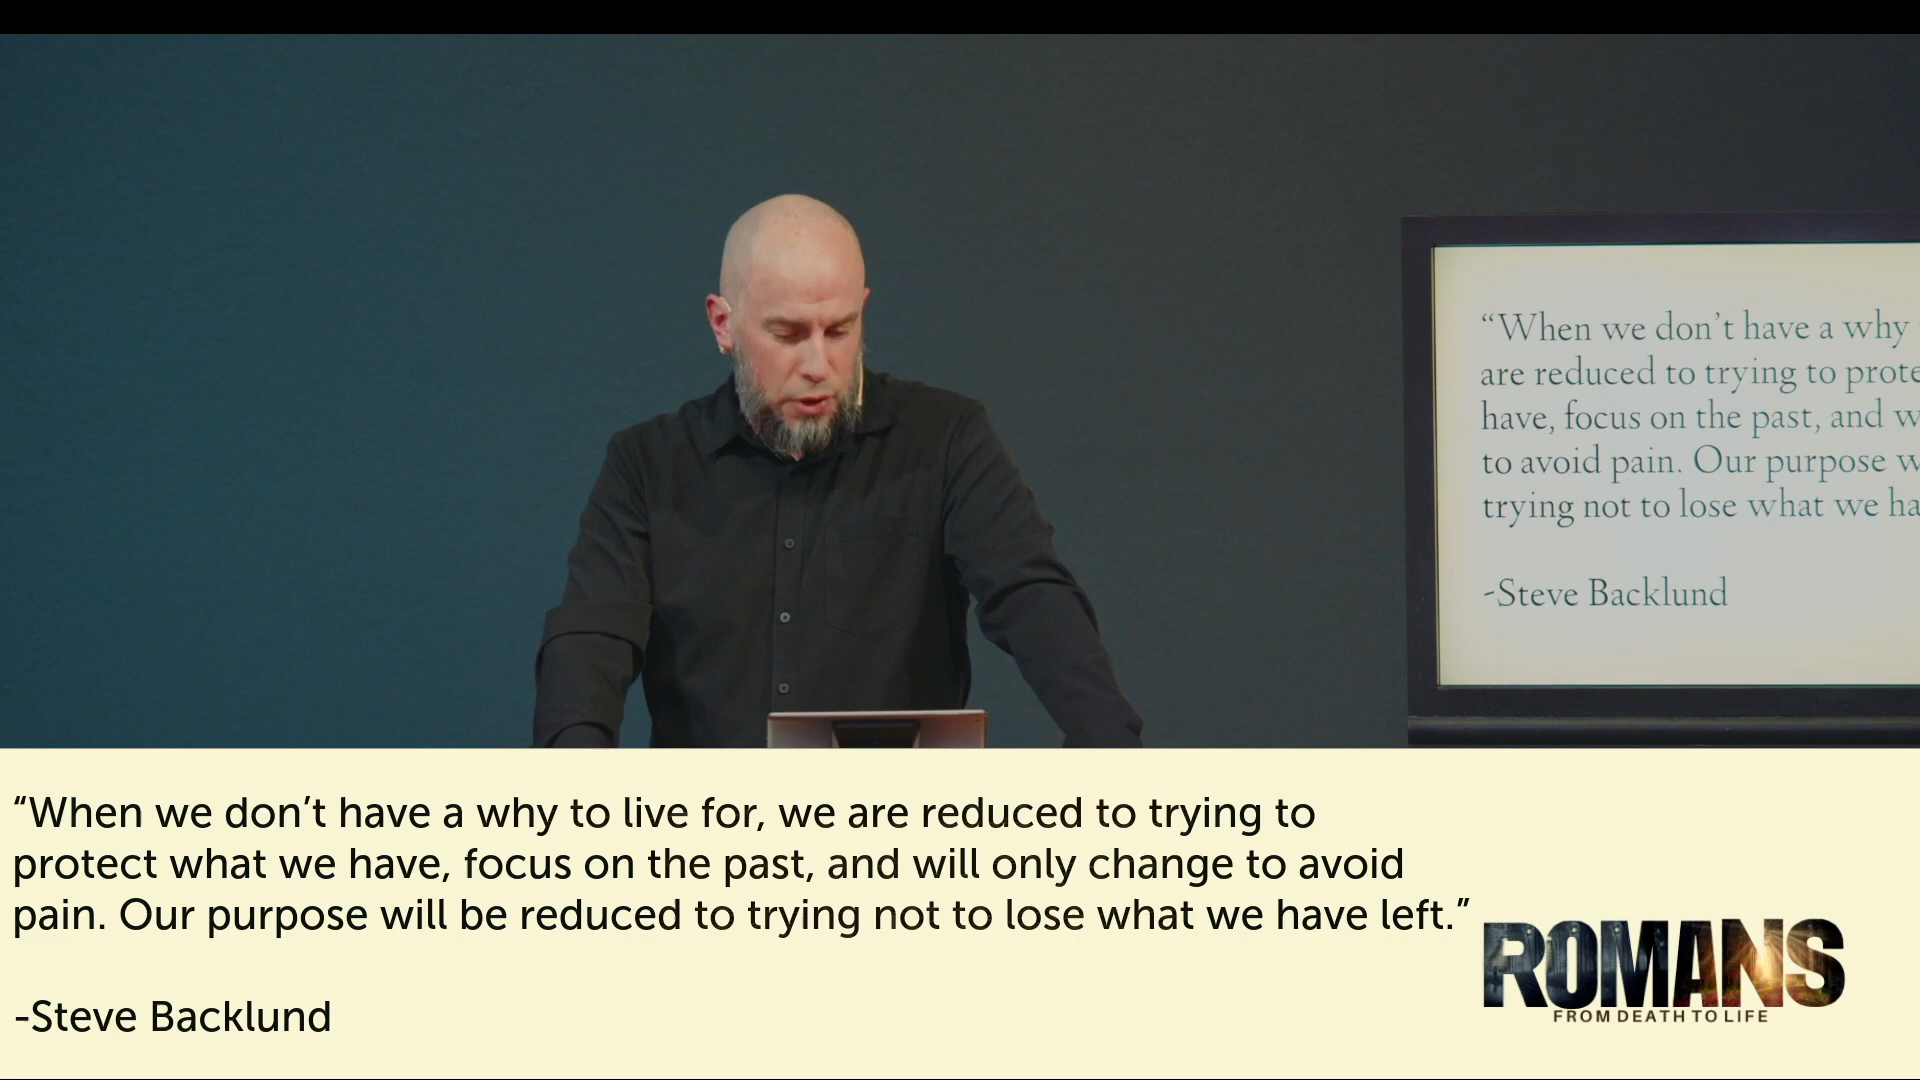 “When we don’t have a why
are reduced to trying to prote
have, focus on the past, and w
to avoid pain. Our purpose w
trying not to lose what we ha
-Steve Backlund
“When we don’t have a why to live for, we are reduced to trying to
protect what we have, focus on the past, and will only change to avoid
pain. Our purpose will be reduced to trying not to lose what we have left.”
-Steve Backlund
ROMANS
FROM DEATH TO LIFE